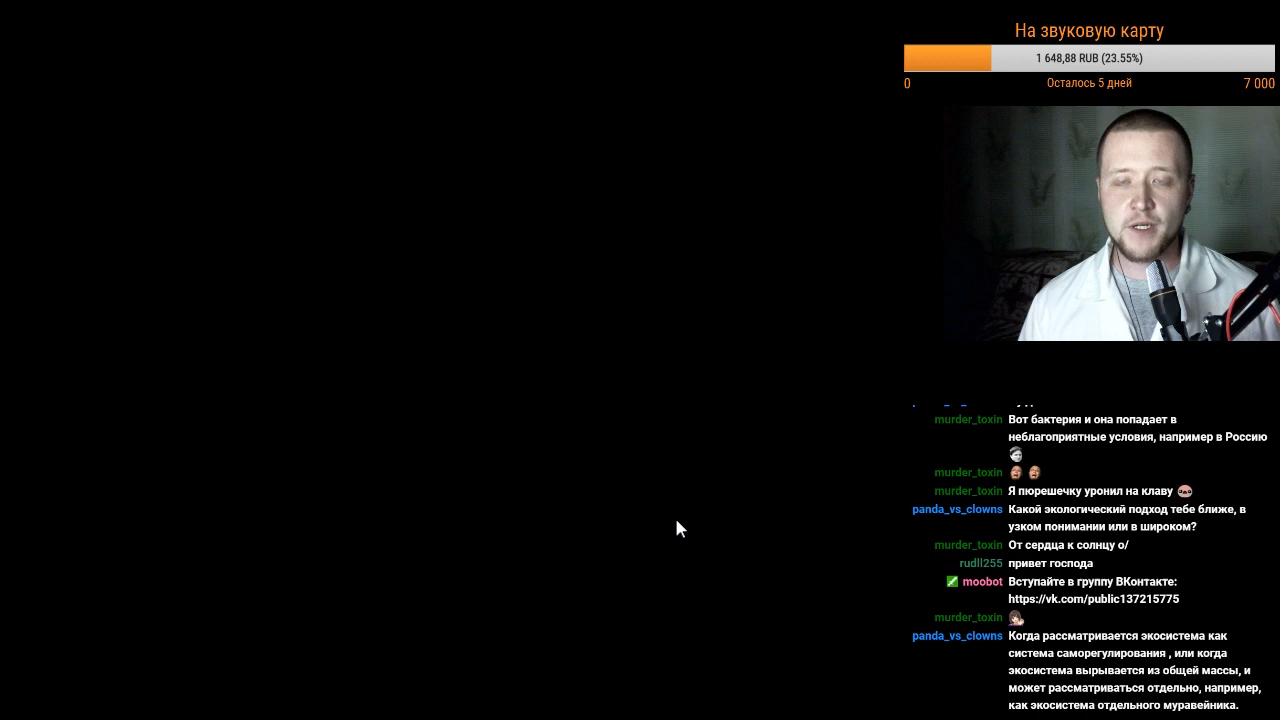 На звуковую карту
1 648,88 RUB (23.55%)
0 Осталось 5 дней 7 000
murder_toxin Вот бактерия и она попадает в
неблагоприятные условия, например в Россию
murder_toxin
murder_toxin Я пюрешечку уронил на клаву
panda_vs_clowns Какой экологический подход тебе ближе, в
узком понимании или в широком?
murder_toxin От сердца к солнцу о/
rudll255 привет господа
moobot Вступайте в группу ВКонтакте:
https://vk.com/public137215775
murder_toxin
panda_vs_clowns Когда рассматривается экосистема как
система саморегулирования , или когда
экосистема вырывается из общей массы, и
может рассматриваться отдельно, например,
как экосистема отдельного муравейника.